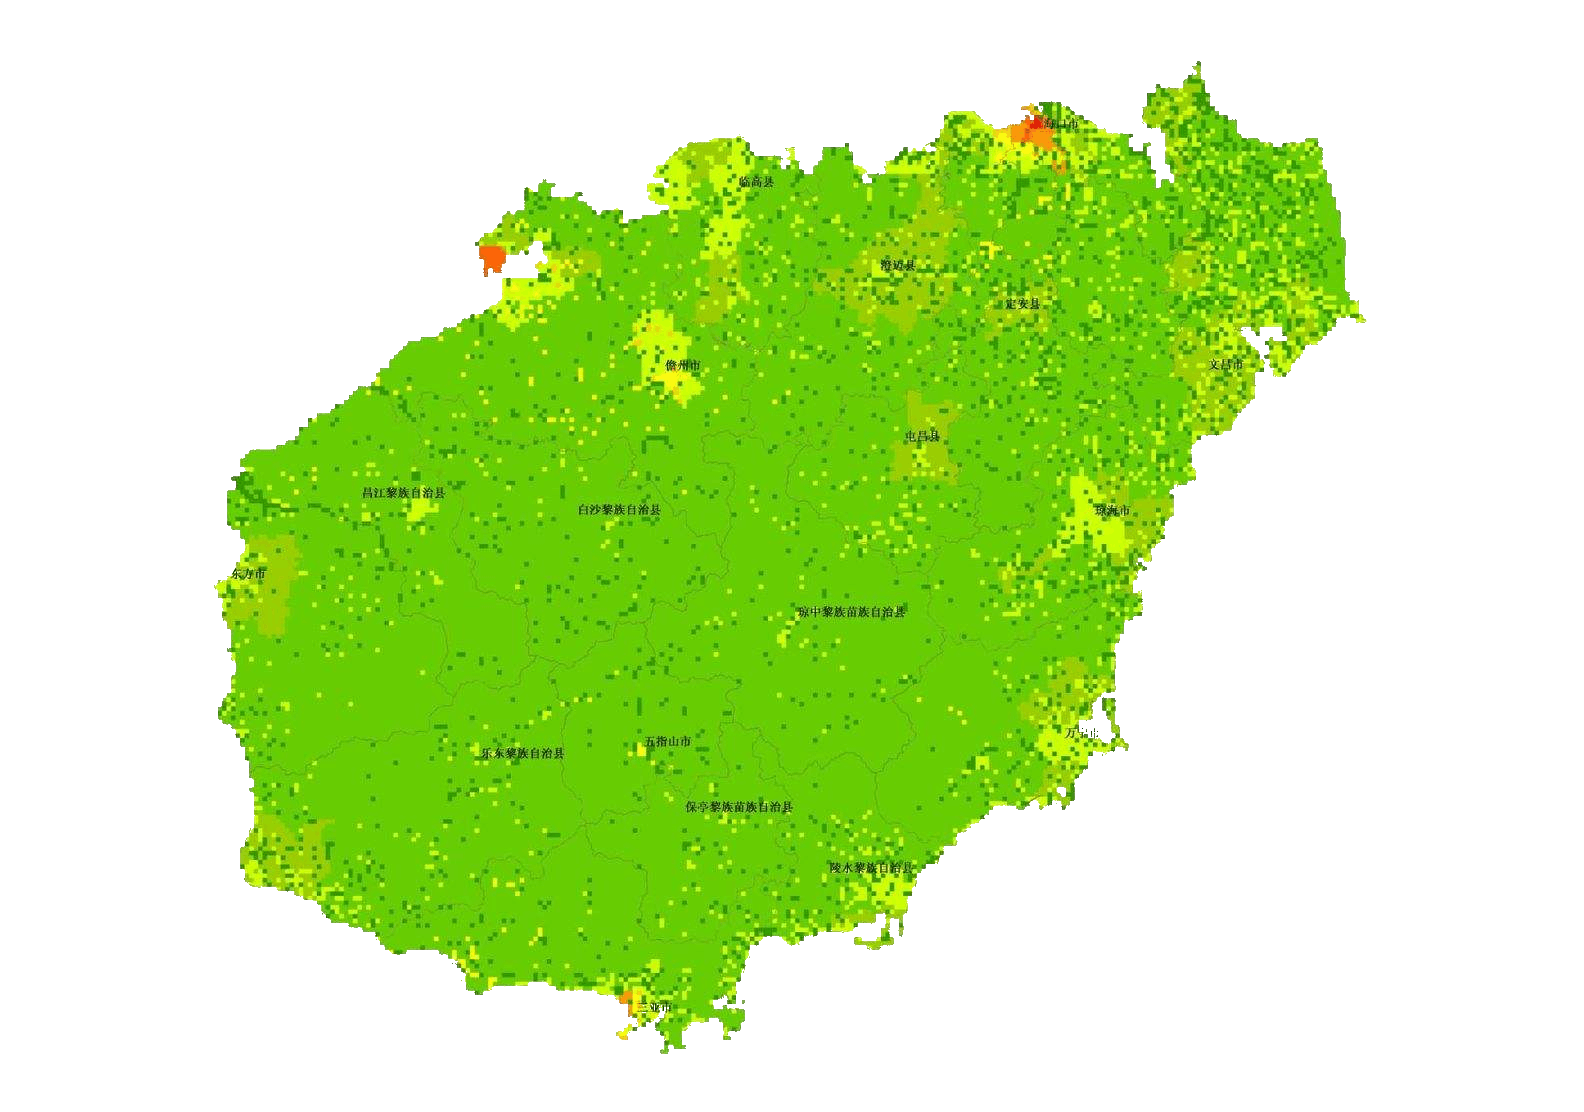 海口市
临高县
澄迈县
定安县
文昌市
儋州市
屯昌县
昌江黎族自治县
白沙黎族自治县
琼海市
东方市
琼中黎族苗族自治县
万宁市
五指山市
乐东黎族自治县
保亭黎族苗族自治县
陵水黎族自治县
三亚市